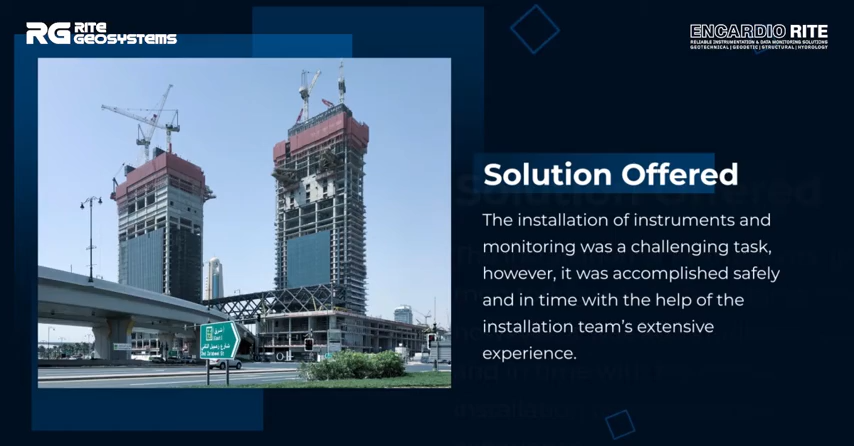 RG RITE
GEOSYSTEMS
ENCARDIO RITE
RELIABLE INSTRUMENTATION & DATA MONITORING SOLUTIONS
GEOTECHNICAL | GEODETIC | STRUCTURAL | HYDROLOGY
Solution Offered
The installation of instruments and
monitoring was a challenging task,
however, it was accomplished safely
and in time with the help of the
installation team's extensive
experience.